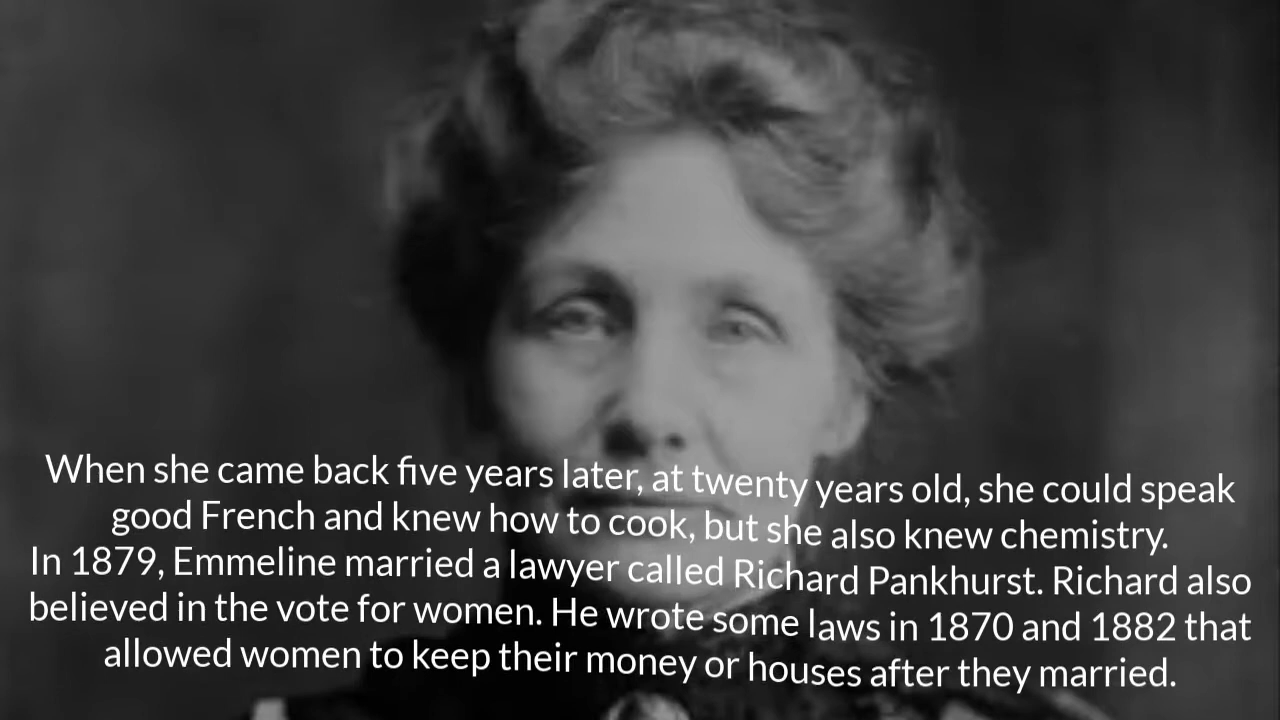 When she came back five years later, at twenty years old, she could speak
good French and knew how to cook, but she also knew chemistry.
In 1879, Emmeline married a lawyer called Richard Pankhurst. Richard also
believed in the vote for women. He wrote some laws in 1870 and 1882 that
allowed women to keep their money or houses after they married.